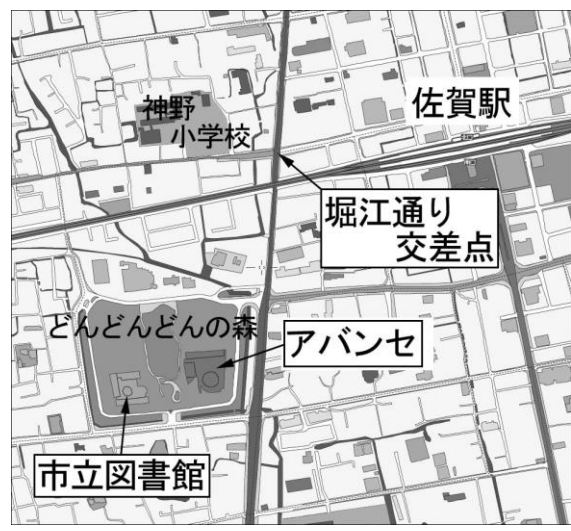 神野
小学校
佐賀駅
堀江通り
交差点
どんどんどんの森
アバンセ
市立図書館